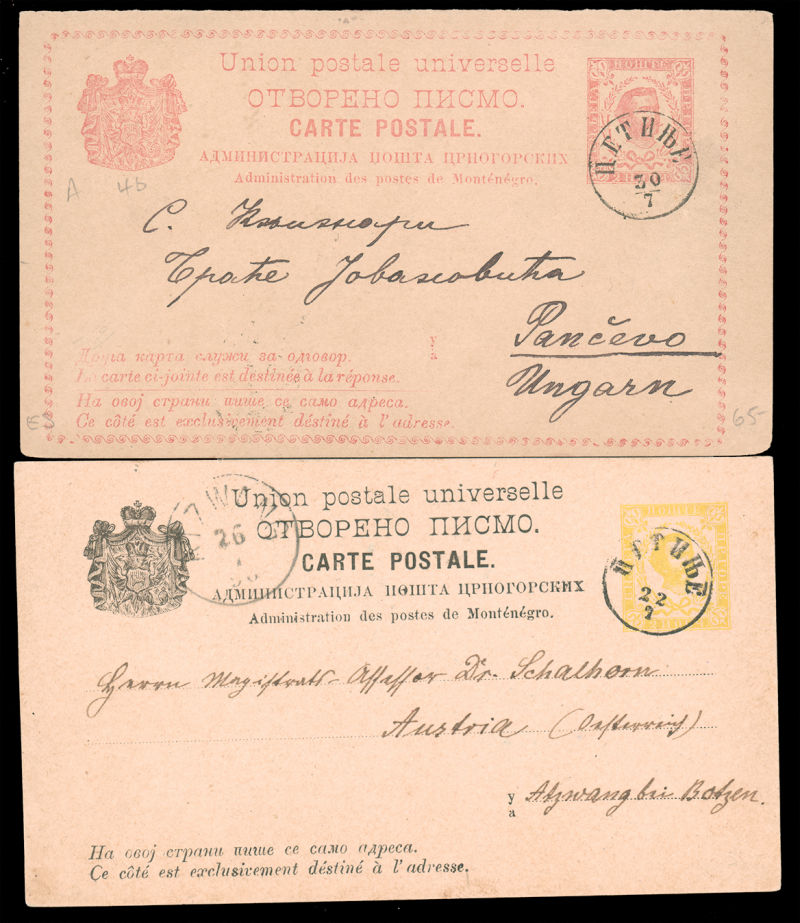 Union postale universelle
ОТВОРЕНО ПИСМО.
CARTE POSTALE.
АДМИНИСТРАЦИЈА ПОШТА ЦРНОГОРСКИХ
Administration des postes de Monténégro.
ЦЕТИЊЕ
30
7
A 4b
С. Књижари
Браће Јовановића
Pančevo
Ungarn
у
à
Друга карта служи за одговор.
La carte ci-jointe est destinée à la réponse.
На овој страни пише се само адреса.
Ce côté est exclusivement déstiné à l'adresse.
65-
Union postale universelle
ОТВОРЕНО ПИСМО.
CARTE POSTALE.
АДМИНИСТРАЦИЈА ПОШТА ЦРНОГОРСКИХ
Administration des postes de Monténégro.
26
ЦЕТИЊЕ
22
7
Herrn Magistrats-Assessor Dr. Schalhorn
Austria (Oesterreich)
у
a
Atzwang bei Botzen.
На овој страни пише се само адреса.
Ce côté est exclusivement déstiné à l'adresse.